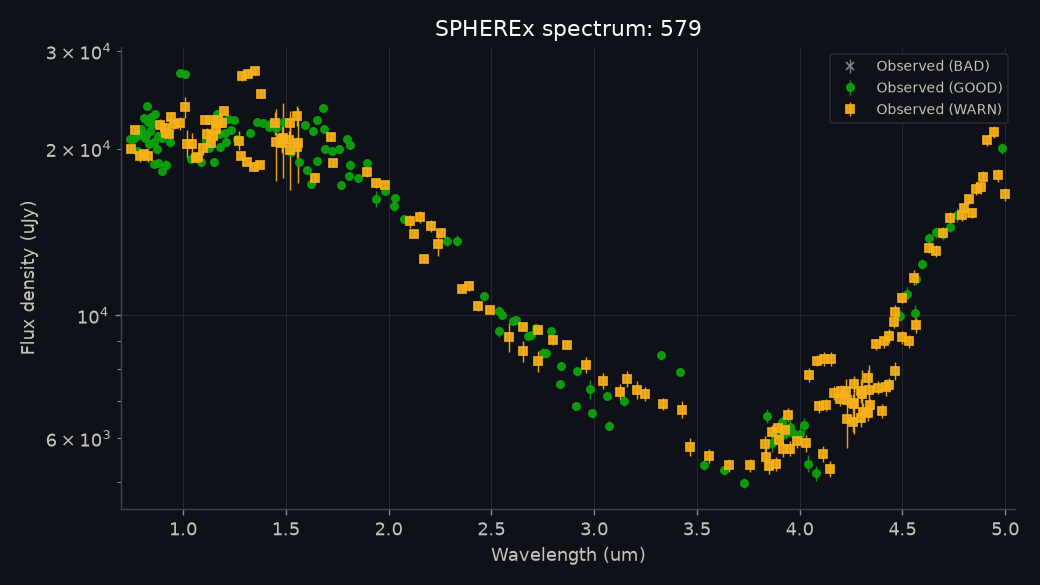 SPHEREx spectrum: 579
Observed (BAD)
Observed (GOOD)
Observed (WARN)
3 × 10⁴
2 × 10⁴
10⁴
6 × 10³
Flux density (uJy)
1.0 1.5 2.0 2.5 3.0 3.5 4.0 4.5 5.0
Wavelength (um)